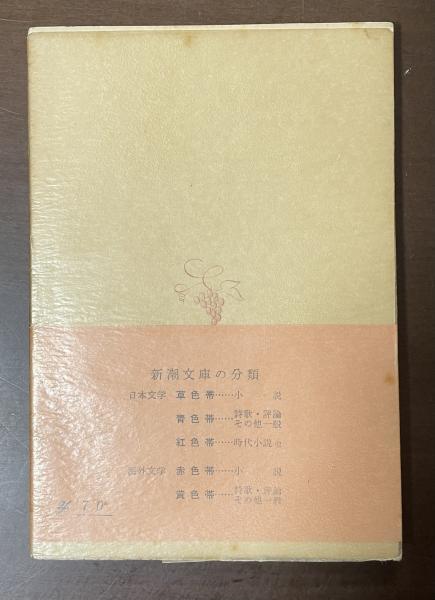 新潮文庫の分類
日本文学 草色帯……小説
青色帯……詩歌・評論
その他一般
紅色帯……時代小説他
海外文学 赤色帯……小説
黄色帯……詩歌・評論
その他一般
70